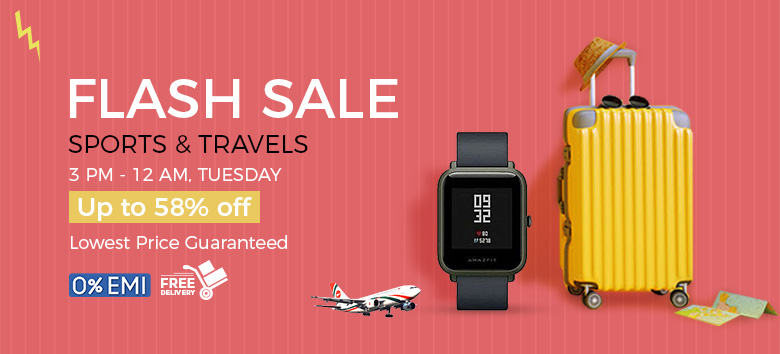 FLASH SALE
SPORTS & TRAVELS
3 PM - 12 AM, TUESDAY
Up to 58% off
Lowest Price Guaranteed
0% EMI
FREE
DELIVERY
09
32
AMAZFIT